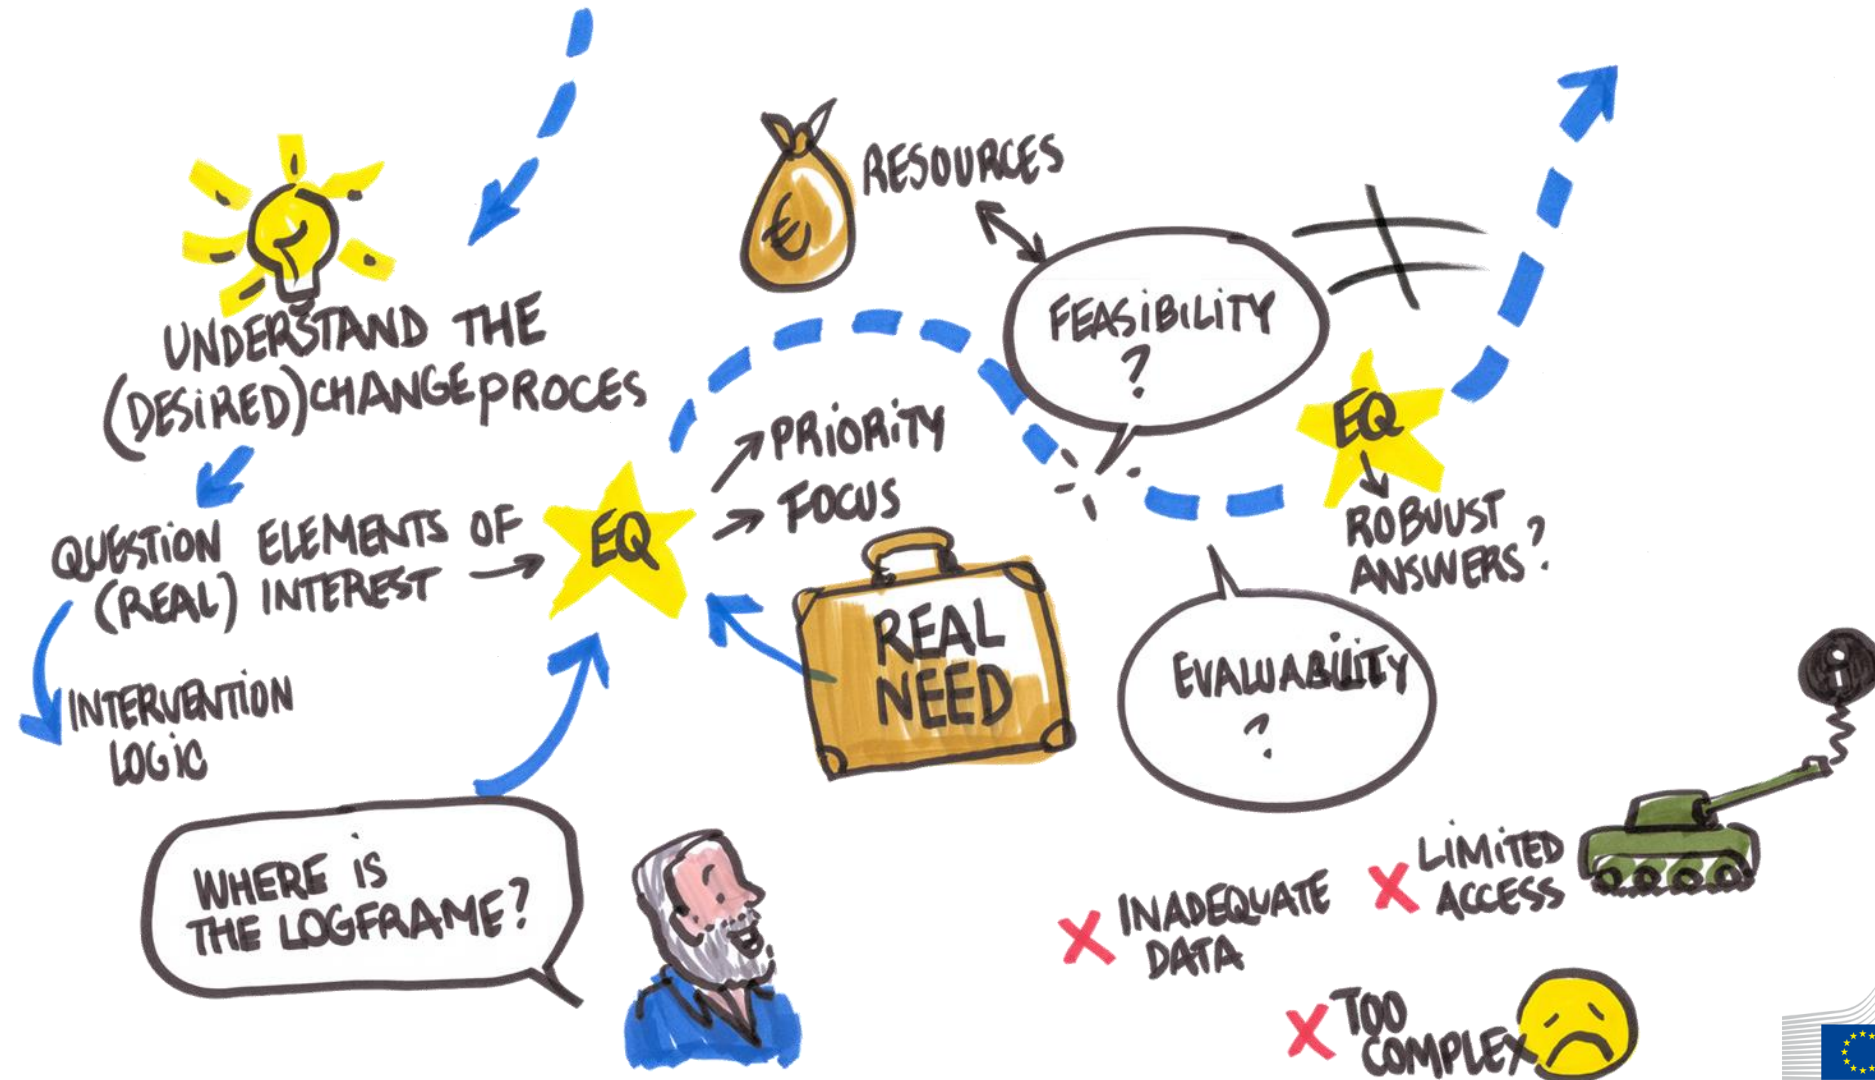 UNDERSTAND THE
(DESIRED) CHANGE PROCES
QUESTION ELEMENTS OF
(REAL) INTEREST
INTERVENTION
LOGIC
WHERE IS
THE LOGFRAME?
EQ
PRIORITY
FOCUS
REAL
NEED
€
RESOURCES
FEASIBILITY
?
EVALUABILITY
?
EQ
ROBUUST
ANSWERS?
X INADEQUATE
DATA
X LIMITED
ACCESS
X TOO
COMPLEX
i